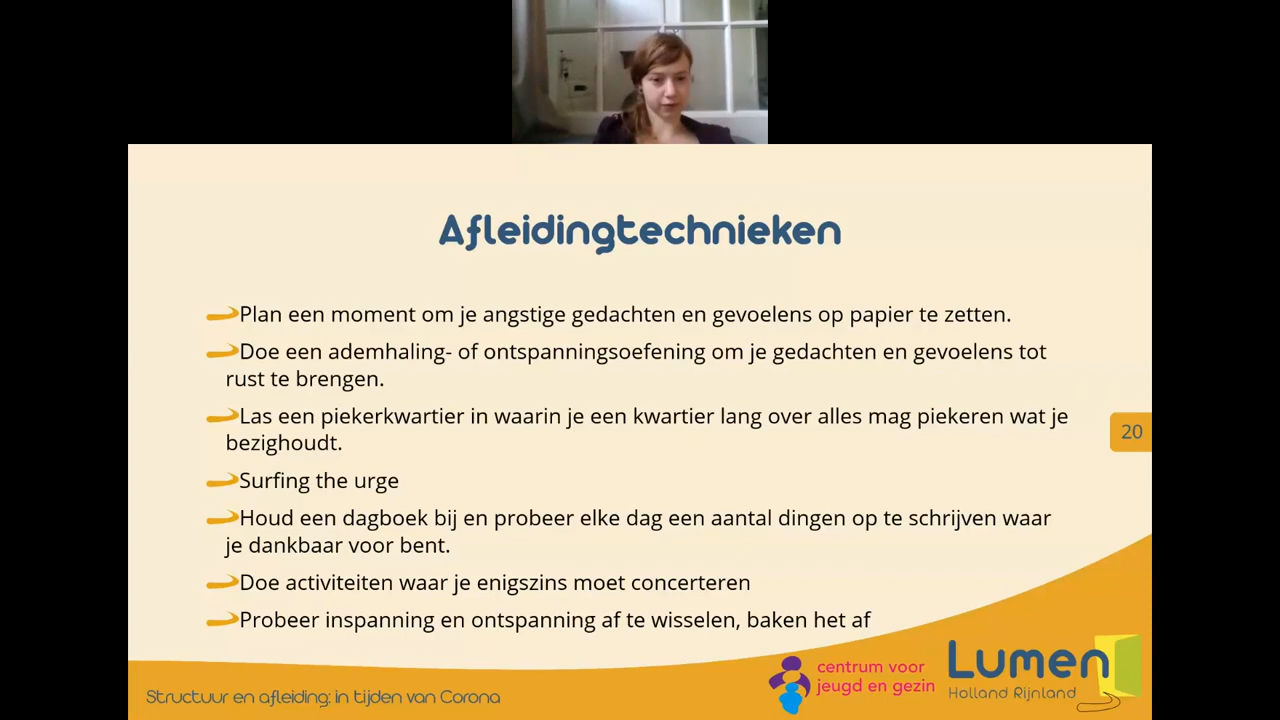 Afleidingtechnieken
Plan een moment om je angstige gedachten en gevoelens op papier te zetten.
Doe een ademhaling- of ontspanningsoefening om je gedachten en gevoelens tot
rust te brengen.
Las een piekerkwartier in waarin je een kwartier lang over alles mag piekeren wat je
bezighoudt.
20
Surfing the urge
Houd een dagboek bij en probeer elke dag een aantal dingen op te schrijven waar
je dankbaar voor bent.
Doe activiteiten waar je enigszins moet concerteren
Probeer inspanning en ontspanning af te wisselen, baken het af
Structuur en afleiding: in tijden van Corona
centrum voor
jeugd en gezin
Lumen
Holland Rijnland